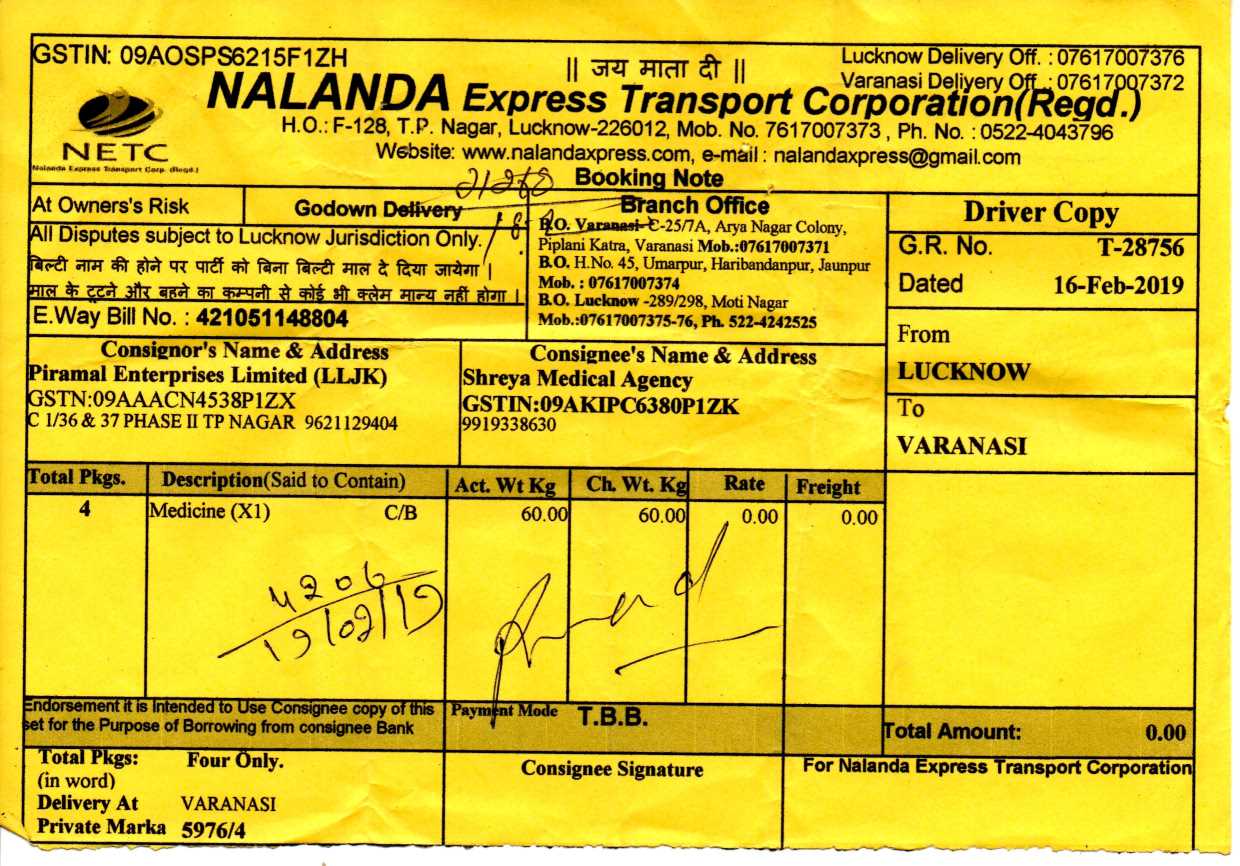 GSTIN: 09AOSPS6215F1ZH
|| जय माता दी ||
Lucknow Delivery Off. : 07617007376
Varanasi Delivery Off. : 07617007372
NALANDA Express Transport Corporation(Regd.)
H.O.: F-128, T.P. Nagar, Lucknow-226012, Mob. No. 7617007373 , Ph. No. : 0522-4043796
Website: www.nalandaxpress.com, e-mail : nalandaxpress@gmail.com
NETC
Nalanda Express Transport Corp. (Regd.)
Booking Note
At Owners's Risk
Godown Delivery
All Disputes subject to Lucknow Jurisdiction Only.
बिल्टी नाम की होने पर पार्टी को बिना बिल्टी माल दे दिया जायेगा ।
माल के टूटने और बहने का कम्पनी से कोई भी क्लेम मान्य नहीं होगा ।
E.Way Bill No. : 421051148804
Branch Office
B.O. Varanasi- C-25/7A, Arya Nagar Colony,
Piplani Katra, Varanasi Mob.:07617007371
B.O. H.No. 45, Umarpur, Haribandanpur, Jaunpur
Mob. : 07617007374
B.O. Lucknow -289/298, Moti Nagar
Mob.:07617007375-76, Ph. 522-4242525
Driver Copy
G.R. No. T-28756
Dated 16-Feb-2019
From
LUCKNOW
To
VARANASI
Consignor's Name & Address
Piramal Enterprises Limited (LLJK)
GSTN:09AAACN4538P1ZX
C 1/36 & 37 PHASE II TP NAGAR 9621129404
Consignee's Name & Address
Shreya Medical Agency
GSTIN:09AKIPC6380P1ZK
9919338630
Total Pkgs. Description(Said to Contain) Act. Wt Kg Ch. Wt. Kg Rate Freight
4 Medicine (X1) C/B 60.00 60.00 0.00 0.00
4206
19/02/19
Endorsement it is Intended to Use Consignee copy of this
set for the Purpose of Borrowing from consignee Bank
Payment Mode T.B.B.
Total Amount: 0.00
Total Pkgs: Four Only.
(in word)
Delivery At VARANASI
Private Marka 5976/4
Consignee Signature
For Nalanda Express Transport Corporation